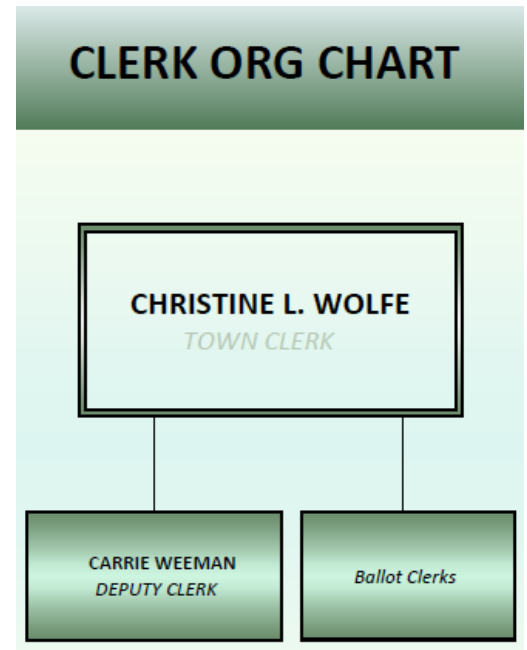 CLERK ORG CHART
CHRISTINE L. WOLFE
TOWN CLERK
CARRIE WEEMAN
DEPUTY CLERK
Ballot Clerks